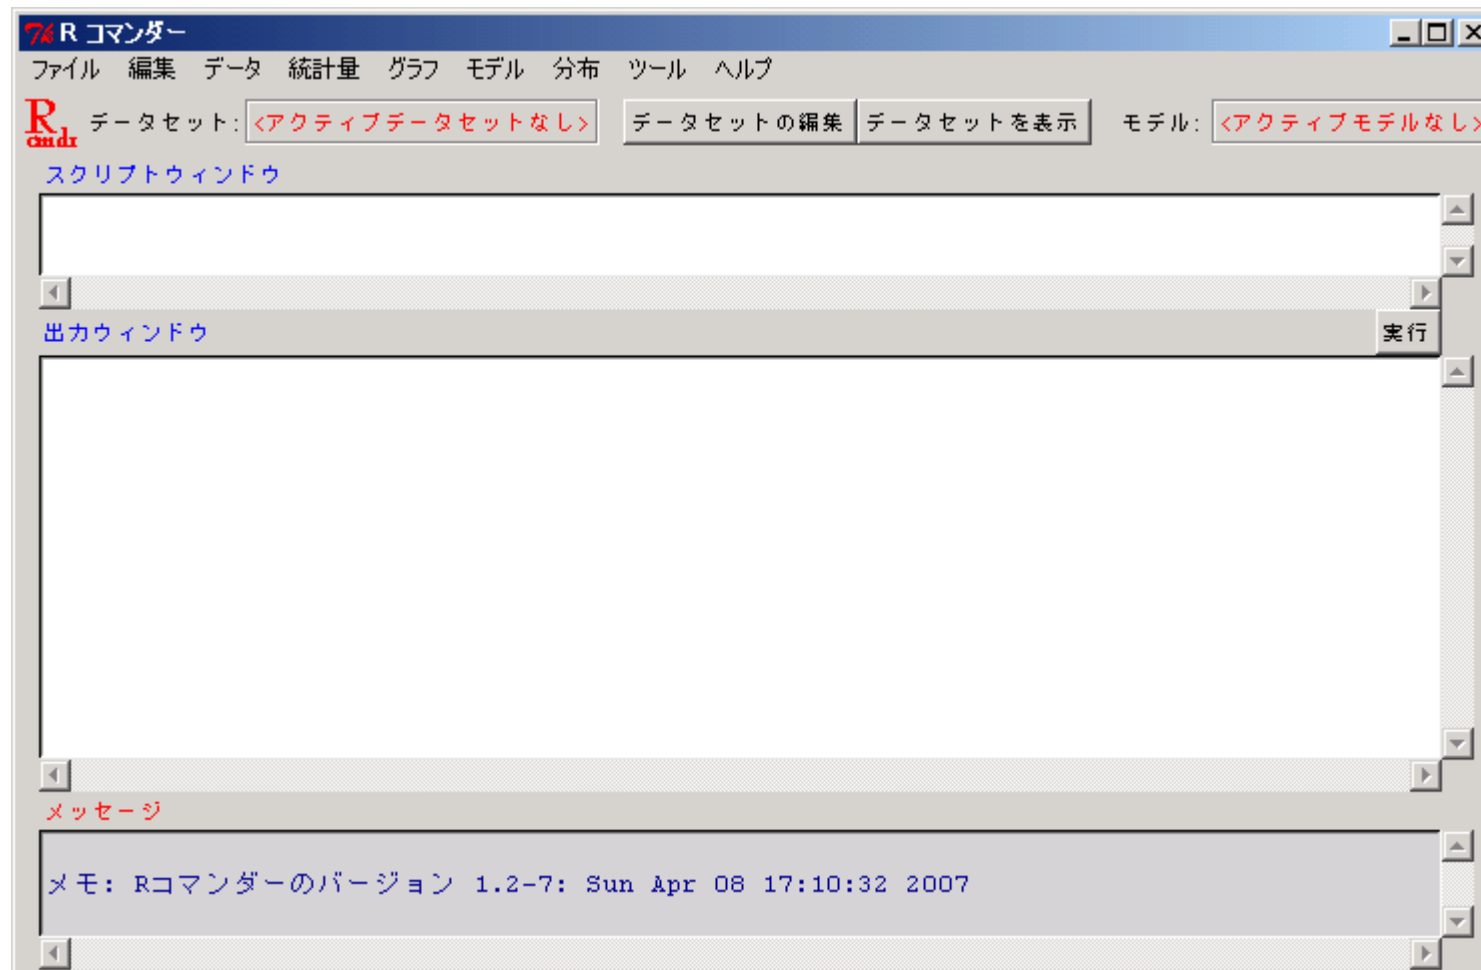 R コマンダー
ファイル 編集 データ 統計量 グラフ モデル 分布 ツール ヘルプ
R cmdr データセット: <アクティブデータセットなし> データセットの編集 データセットを表示 モデル: <アクティブモデルなし>
スクリプトウィンドウ
出力ウィンドウ 実行
メッセージ
メモ: Rコマンダーのバージョン 1.2-7: Sun Apr 08 17:10:32 2007